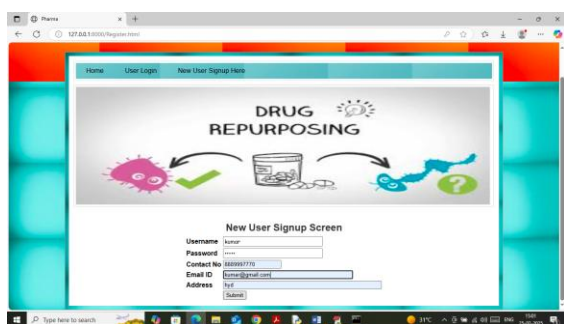 Pharma
127.0.0.1:8000/Register.html
Home User Login New User Signup Here
DRUG
REPURPOSING
New User Signup Screen
Username kumar
Password •••••
Contact No
Email ID kumar@gmail.com
Address hyd
Submit
Type here to search
31°C ENG